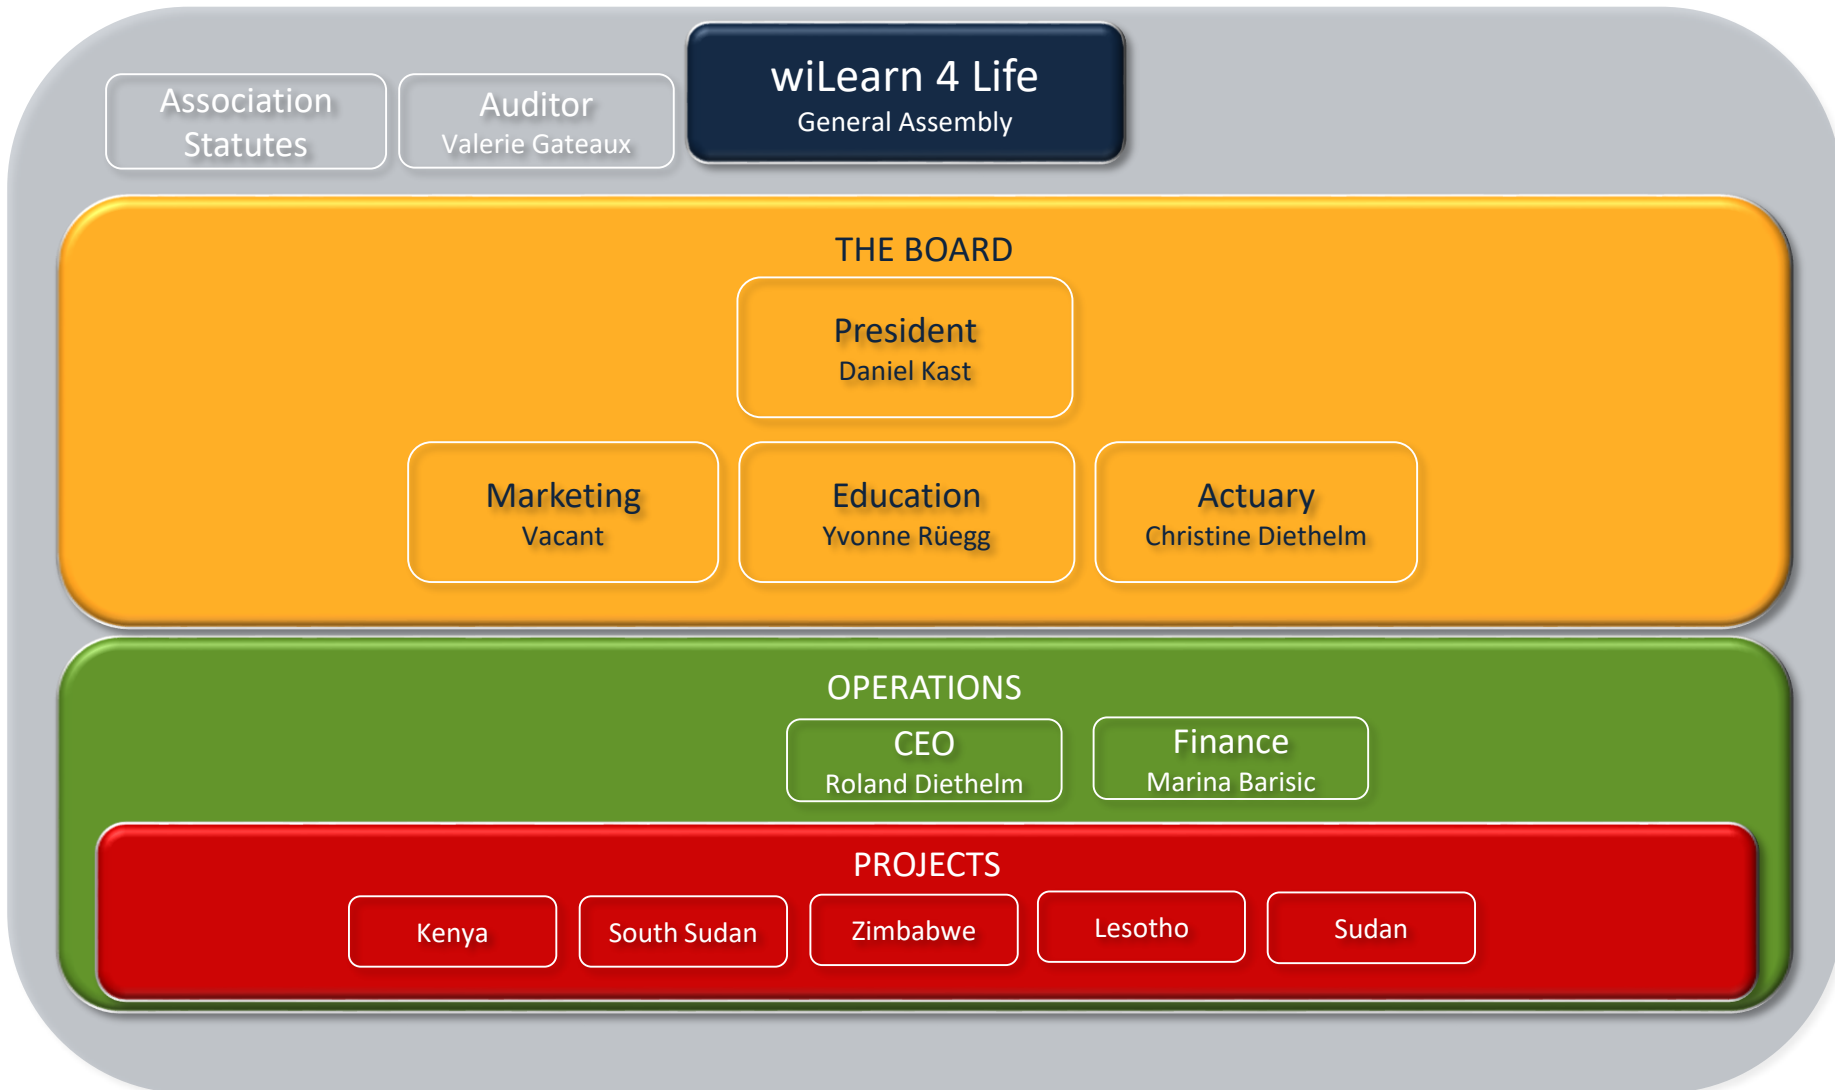 Association
Statutes
Auditor
Valerie Gateaux
wiLearn 4 Life
General Assembly
THE BOARD
President
Daniel Kast
Marketing
Vacant
Education
Yvonne Rüegg
Actuary
Christine Diethelm
OPERATIONS
CEO
Roland Diethelm
Finance
Marina Barisic
PROJECTS
Kenya
South Sudan
Zimbabwe
Lesotho
Sudan